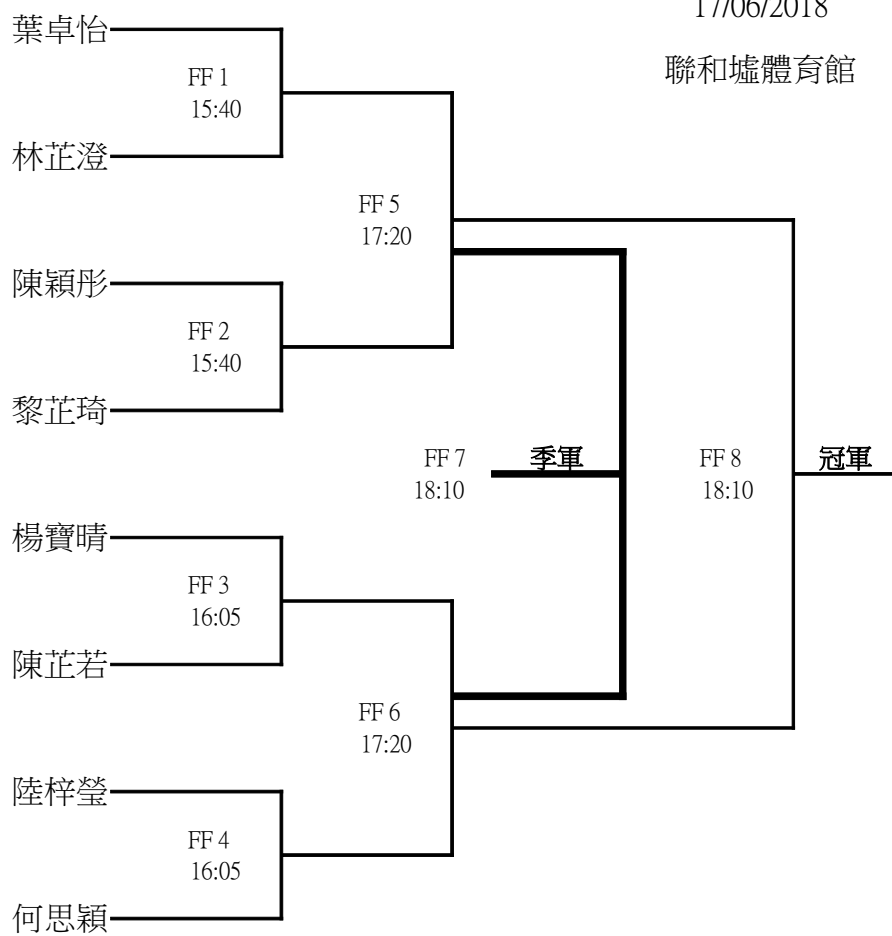 17/06/2018
聯和墟體育館
葉卓怡
FF 1
15:40
林芷澄
FF 5
17:20
陳穎彤
FF 2
15:40
黎芷琦
FF 7
18:10
季軍
FF 8
18:10
冠軍
楊寶晴
FF 3
16:05
陳芷若
FF 6
17:20
陸梓瑩
FF 4
16:05
何思穎